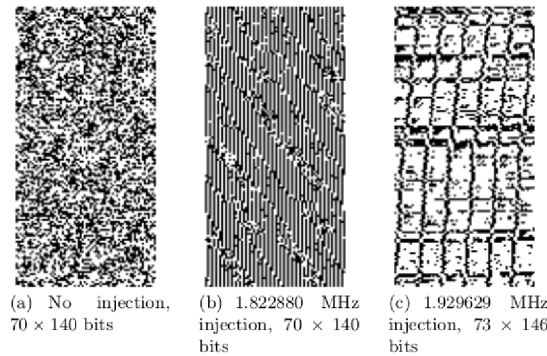 (a) No injection,
70 × 140 bits
(b) 1.822880 MHz
injection, 70 × 140
bits
(c) 1.929629 MHz
injection, 73 × 146
bits